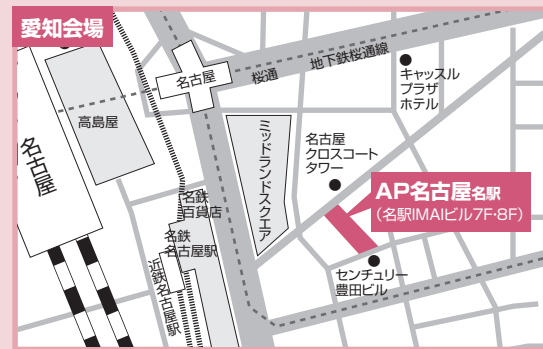 愛知会場
名古屋
桜通
地下鉄桜通線
キャッスル
プラザ
ホテル
高島屋
名古屋
ミッドランドスクエア
名古屋
クロスコート
タワー
AP名古屋名駅
(名駅IMAIビル7F・8F)
名鉄
百貨店
名鉄
名古屋駅
近鉄名古屋駅
センチュリー
豊田ビル